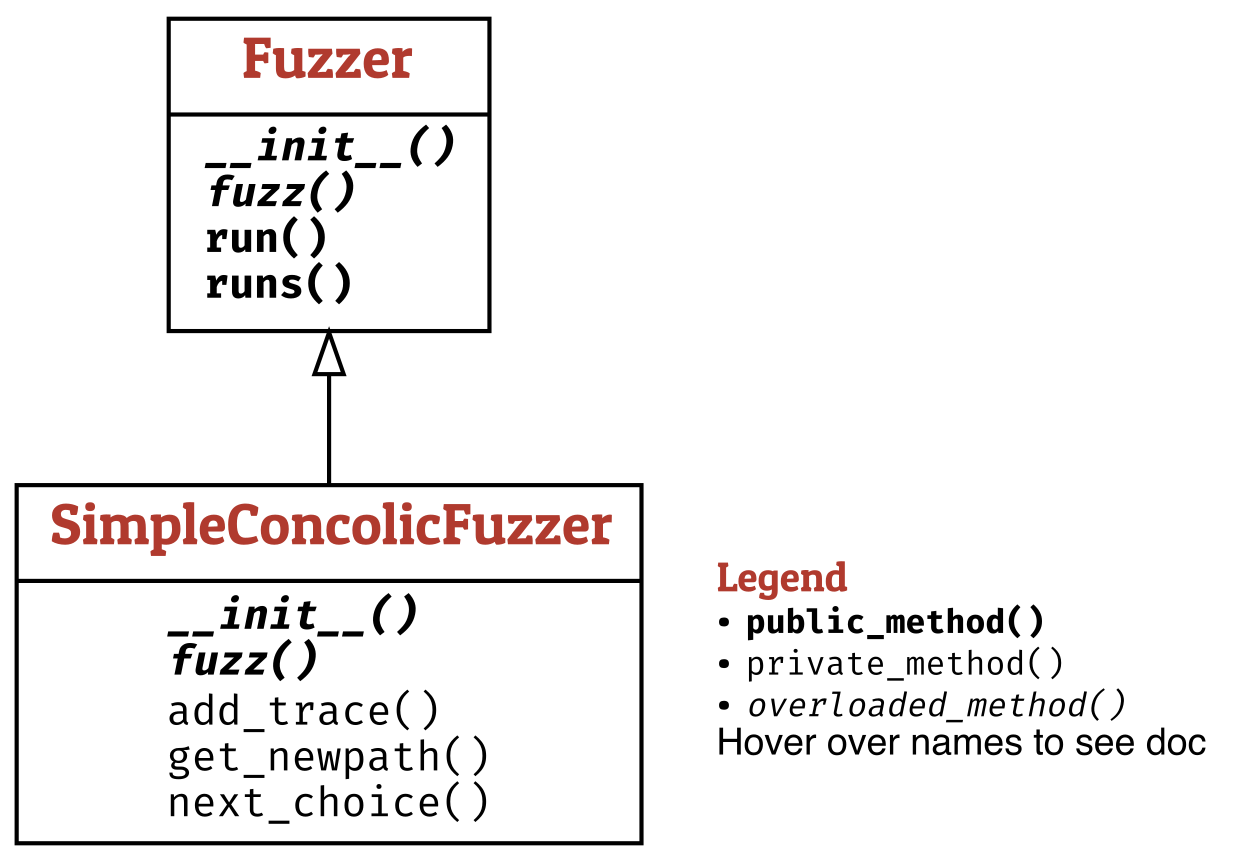 Fuzzer
__init__()
fuzz()
run()
runs()
SimpleConcolicFuzzer
__init__()
fuzz()
add_trace()
get_newpath()
next_choice()
Legend
• public_method()
• private_method()
• overloaded_method()
Hover over names to see doc